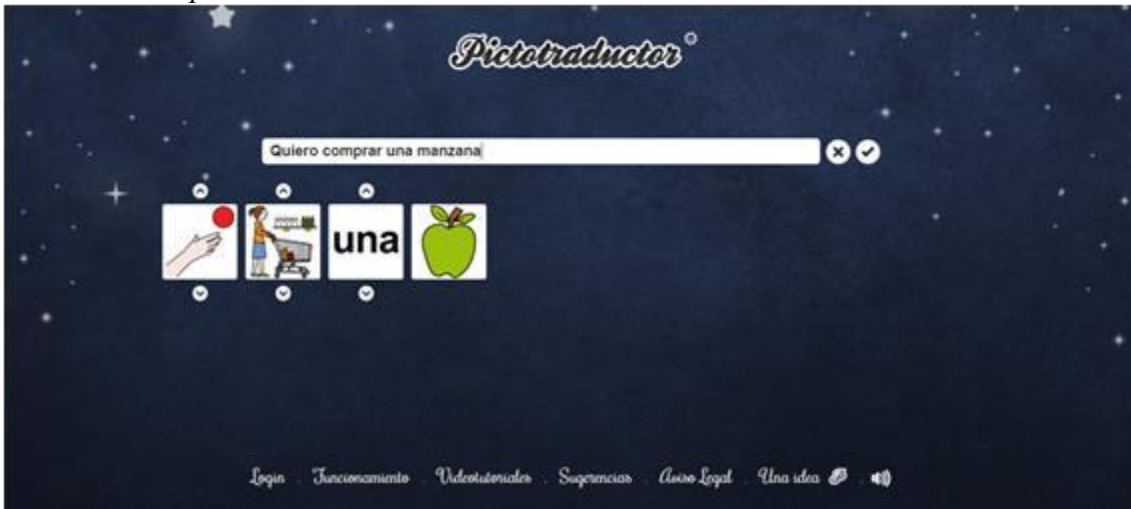 Pictotraductor
Quiero comprar una manzana
una
Login . Funcionamiento . Videotutoriales . Sugerencias . Aviso Legal . Una idea